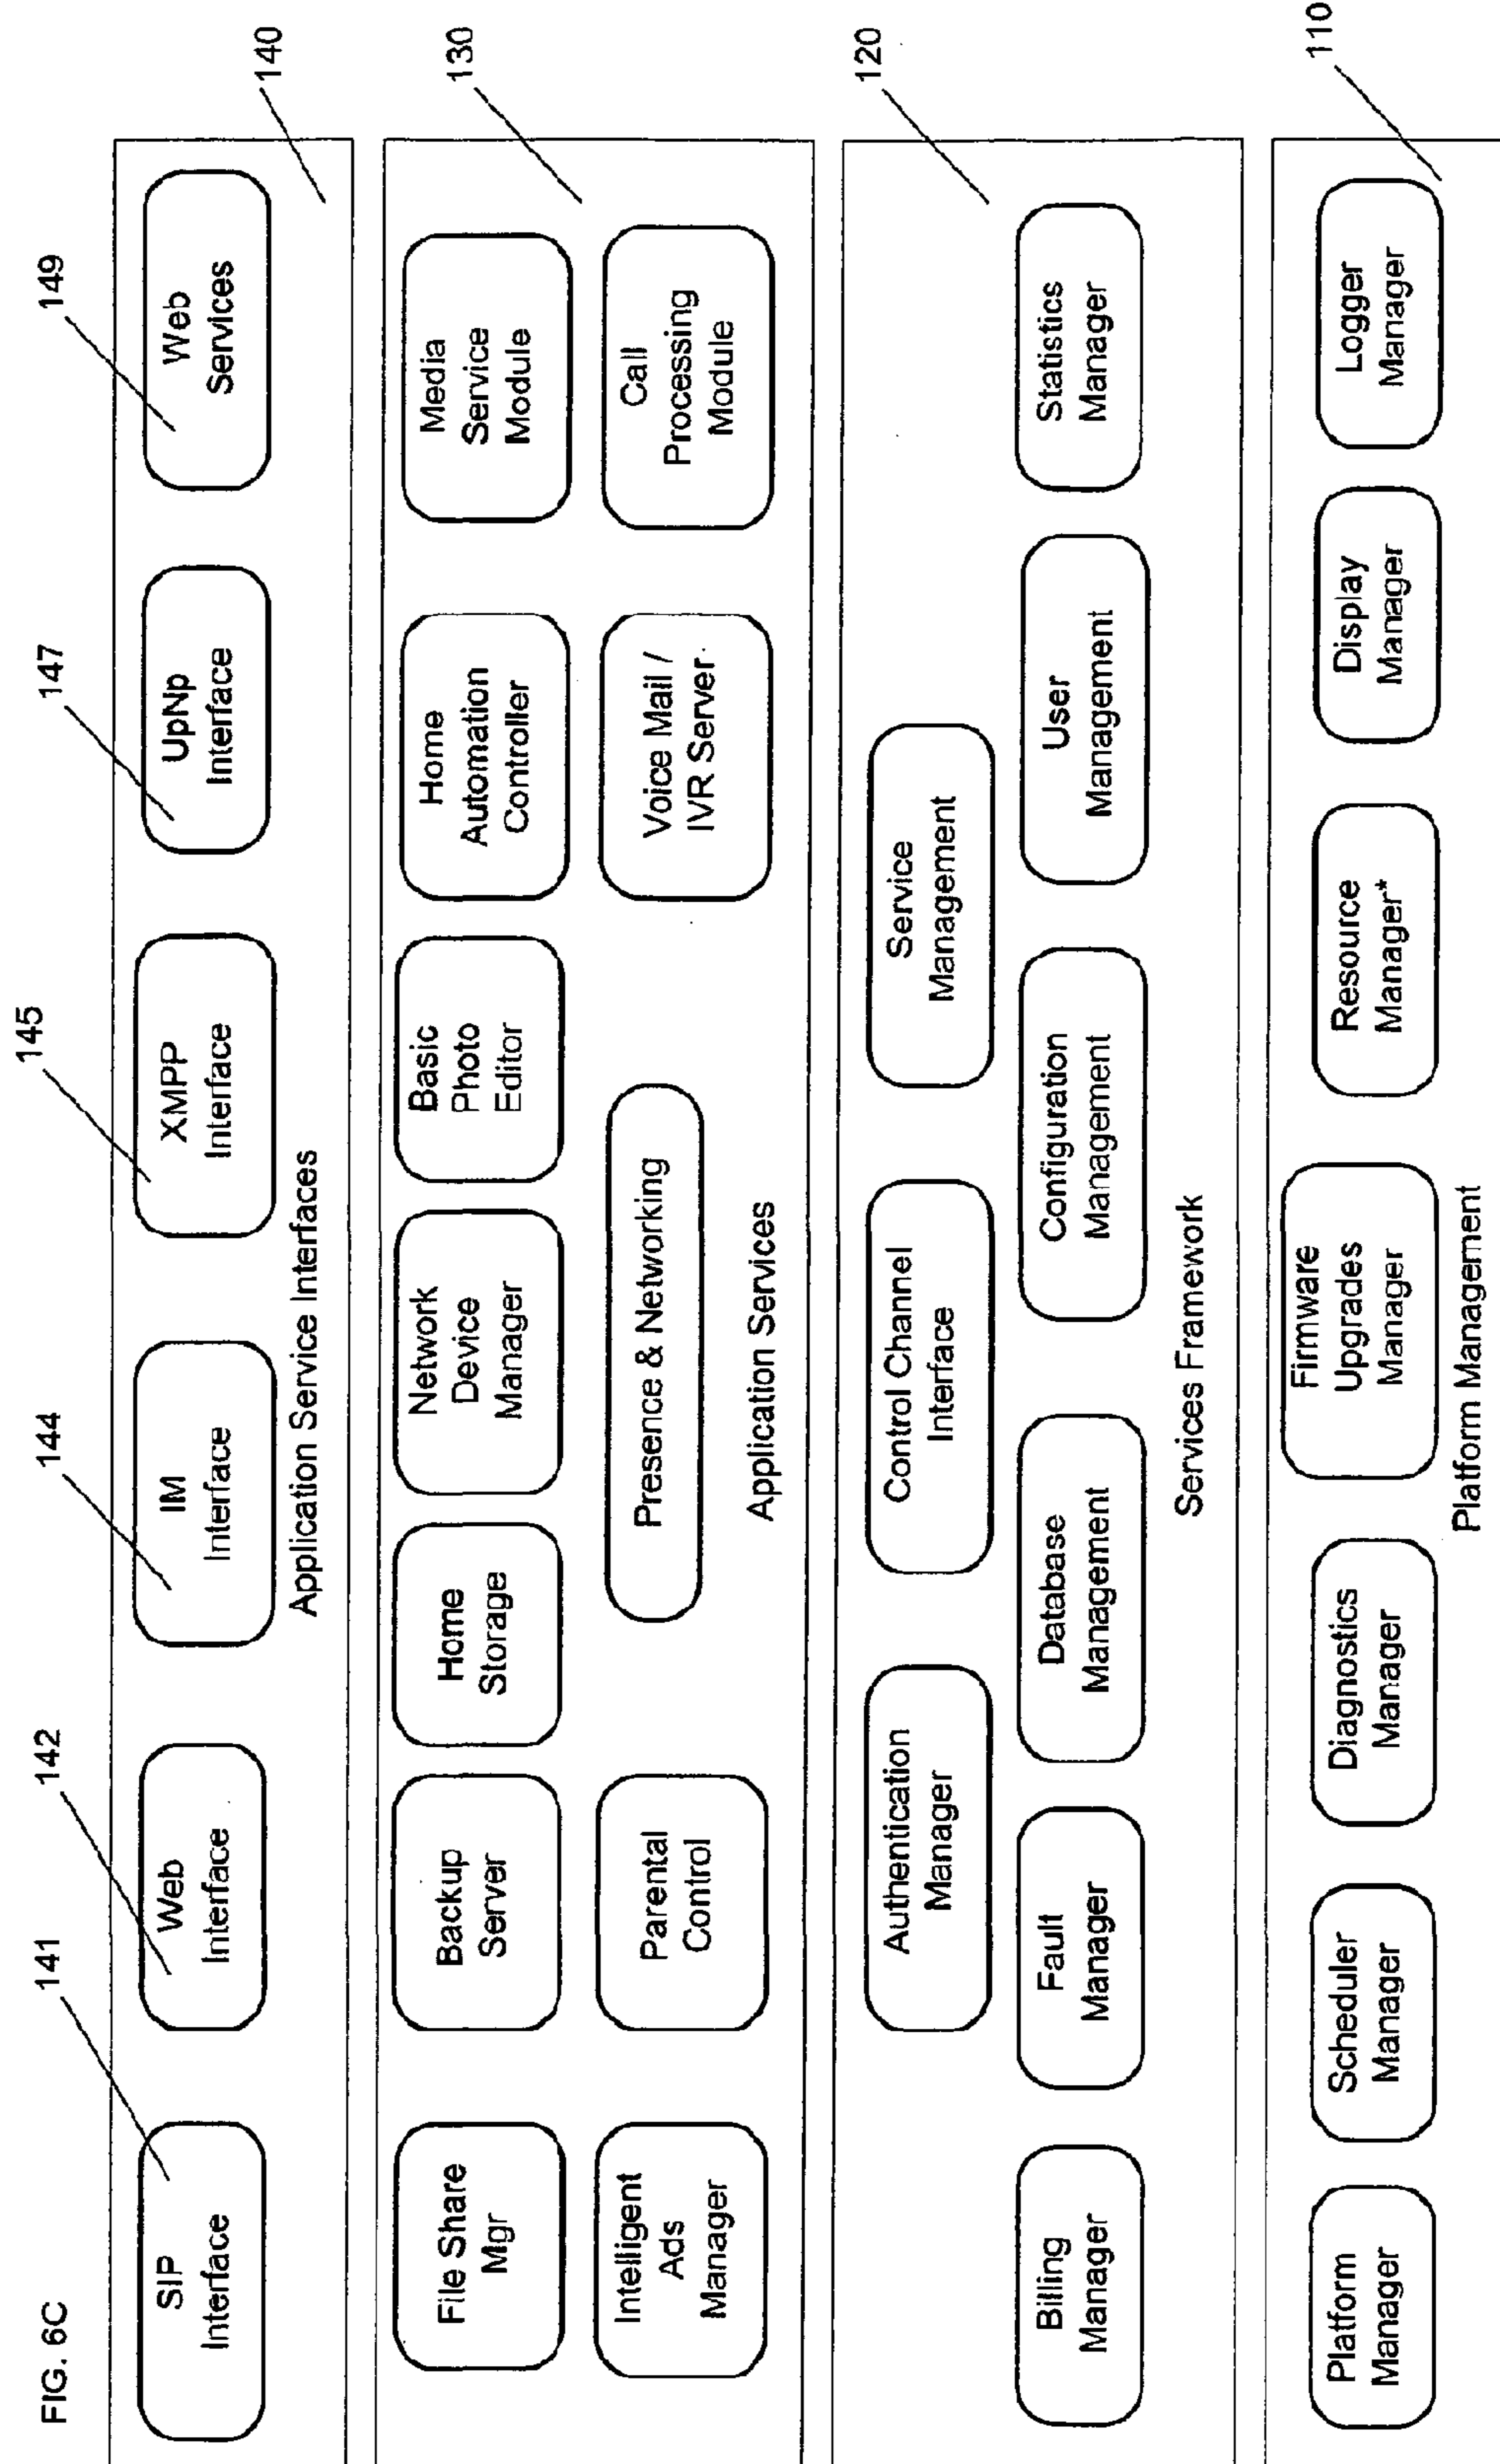 FIG. 6C
141
142
144
145
147
149
140
SIP
Interface
Web
Interface
IM
Interface
XMPP
Interface
UpNp
Interface
Web
Services
Application Service Interfaces
130
File Share
Mgr
Backup
Server
Home
Storage
Network
Device
Manager
Basic
Photo
Editor
Home
Automation
Controller
Media
Service
Module
Intelligent
Ads
Manager
Parental
Control
Presence & Networking
Voice Mail /
IVR Server
Call
Processing
Module
Application Services
120
Authentication
Manager
Control Channel
Interface
Service
Management
Billing
Manager
Fault
Manager
Database
Management
Configuration
Management
User
Management
Statistics
Manager
Services Framework
110
Platform
Manager
Scheduler
Manager
Diagnostics
Manager
Firmware
Upgrades
Manager
Resource
Manager*
Display
Manager
Logger
Manager
Platform Management